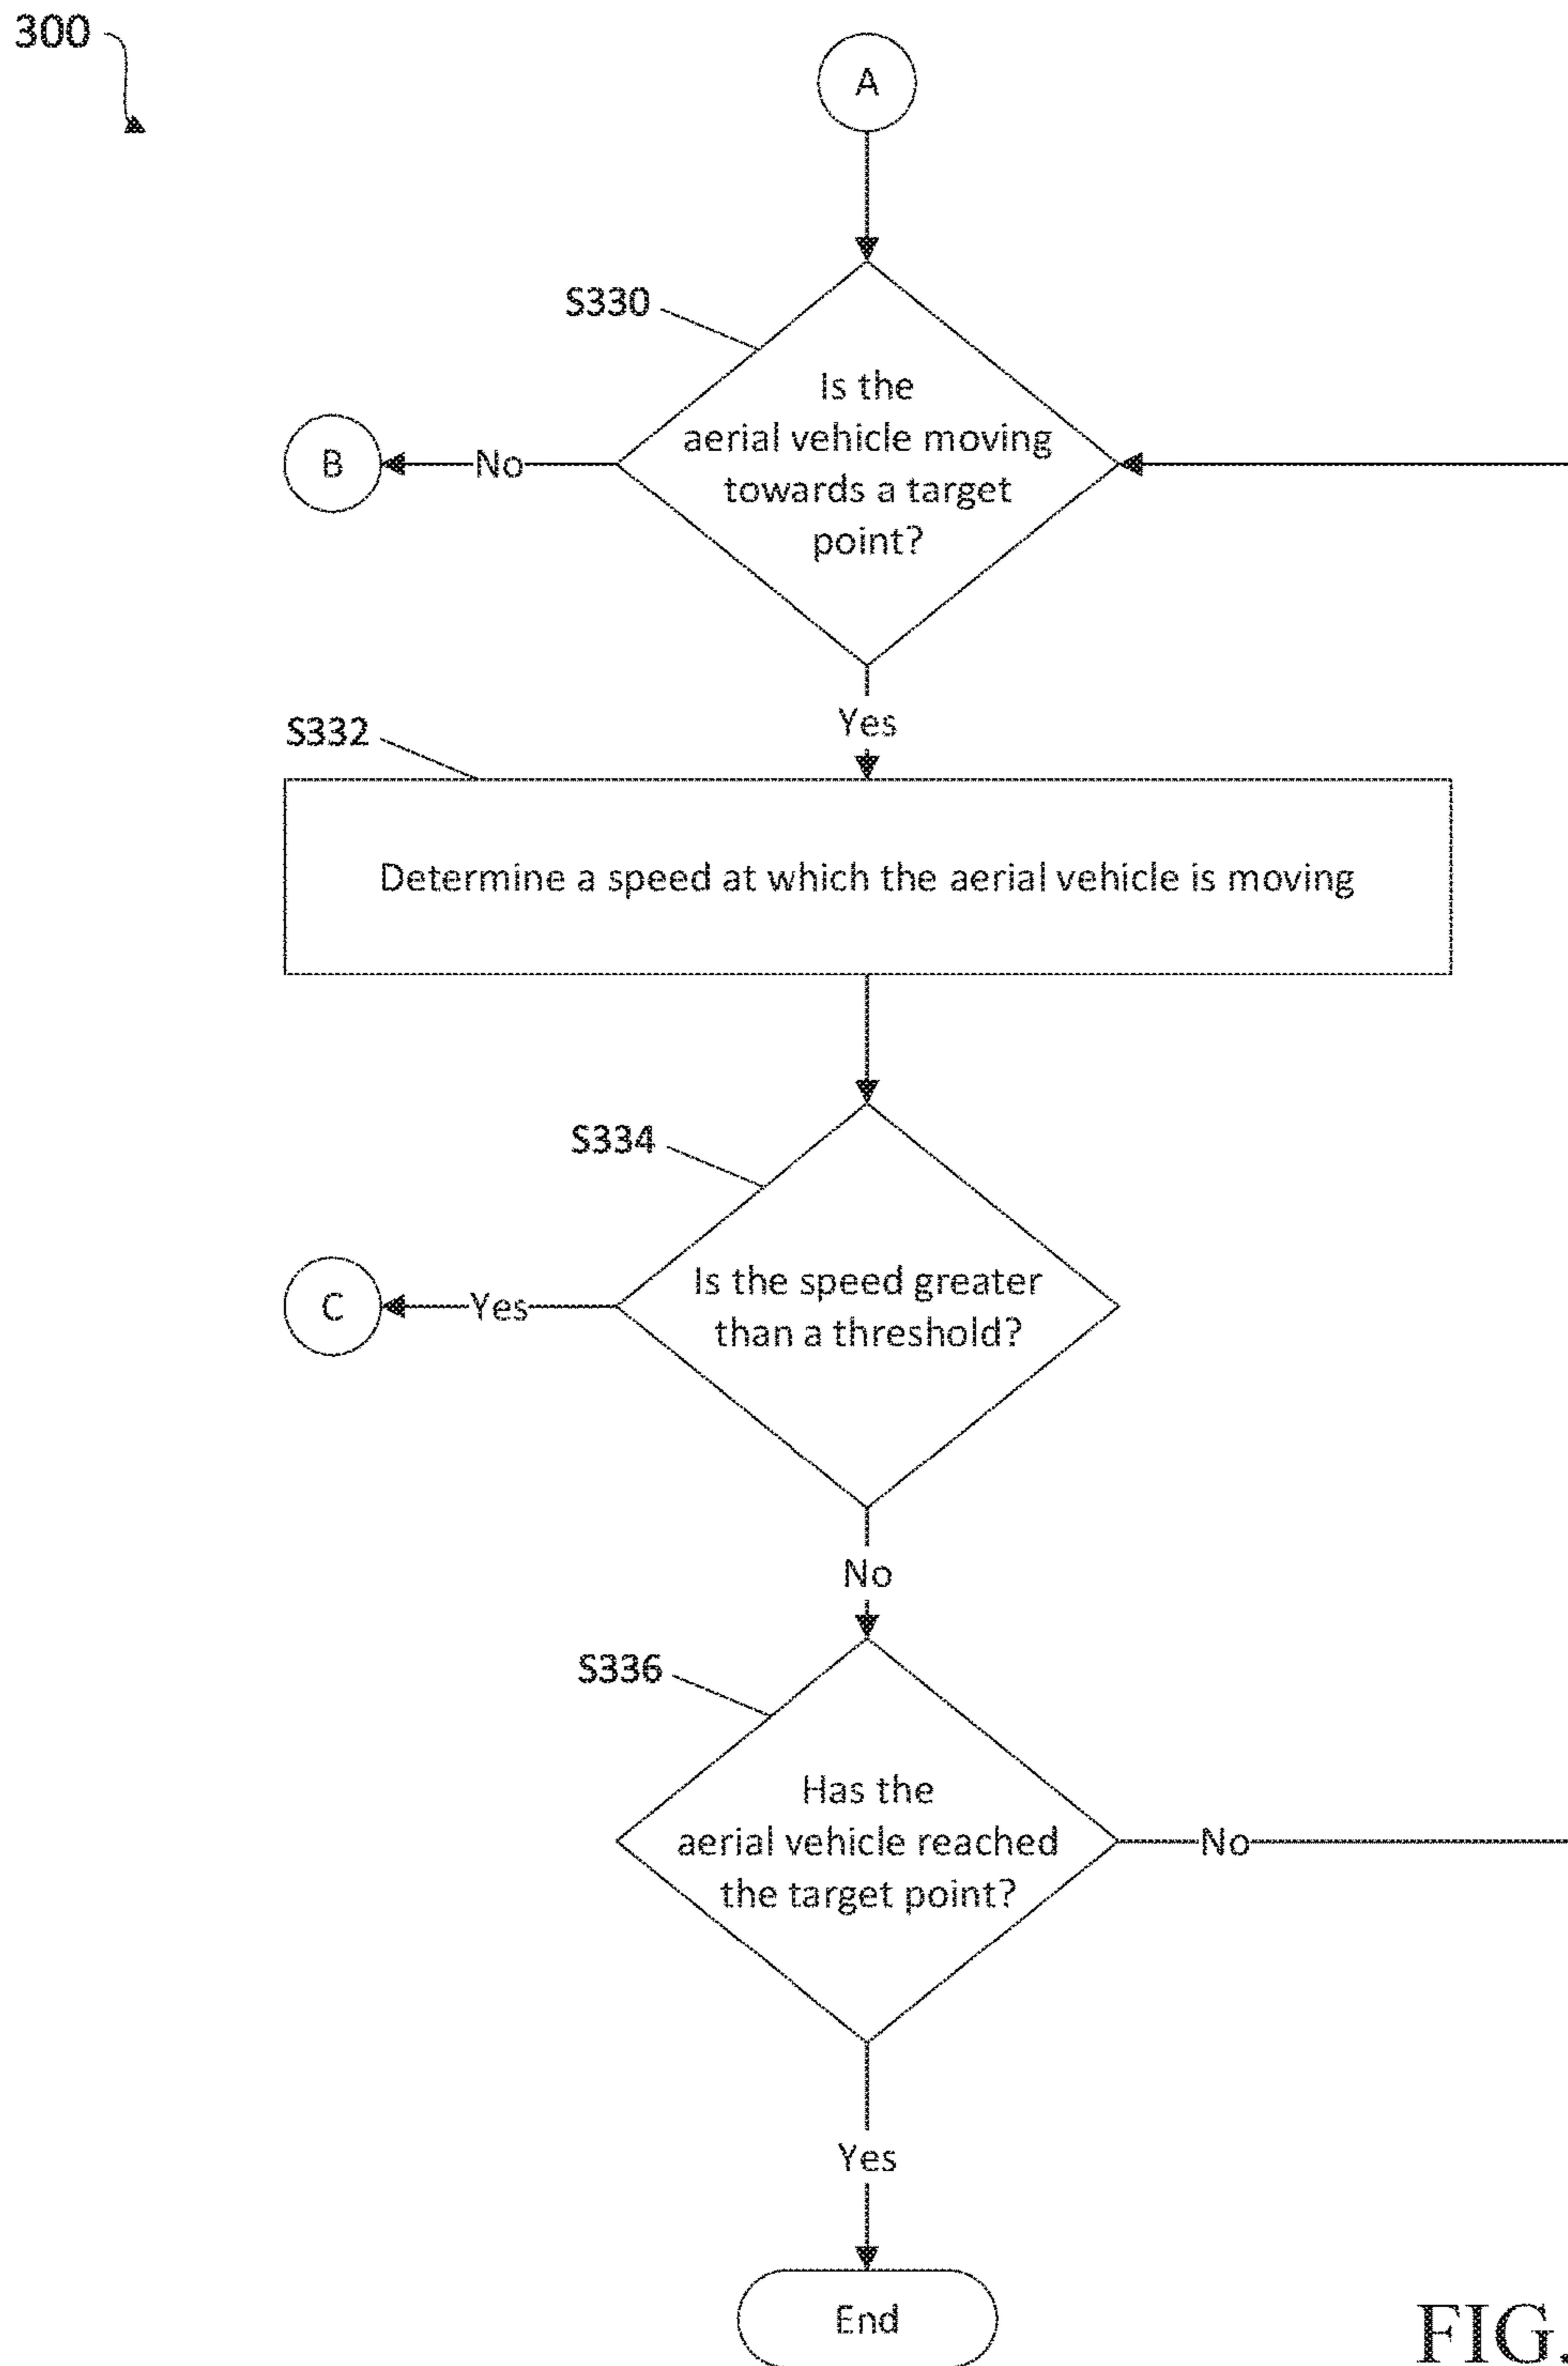 300
A
S330
Is the
aerial vehicle moving
towards a target
point?
B
No
Yes
S332
Determine a speed at which the aerial vehicle is moving
S334
Is the speed greater
than a threshold?
C
Yes
No
S336
Has the
aerial vehicle reached
the target point?
No
Yes
End
FIG.